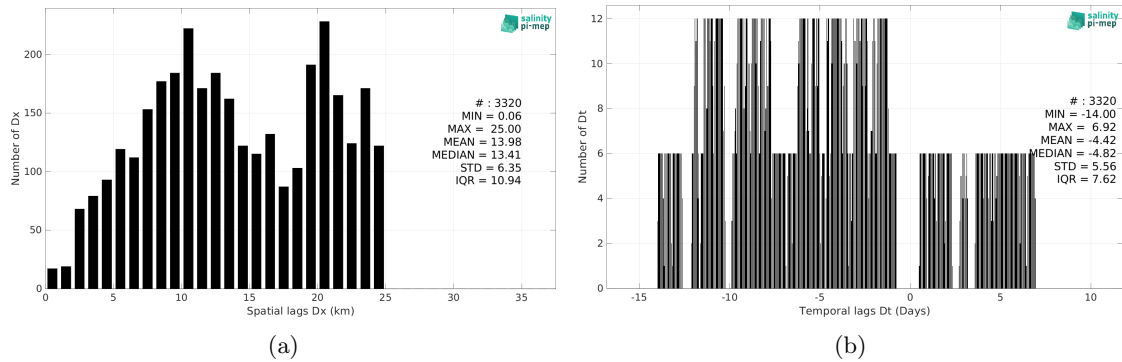 salinity
pi-mep
200
150
100
50
0
Number of Dx
# : 3320
MIN = 0.06
MAX = 25.00
MEAN = 13.98
MEDIAN = 13.41
STD = 6.35
IQR = 10.94
0 5 10 15 20 25 30 35
Spatial lags Dx (km)
(a)
salinity
pi-mep
12
10
8
6
4
2
0
Number of Dt
# : 3320
MIN = -14.00
MAX = 6.92
MEAN = -4.42
MEDIAN = -4.82
STD = 5.56
IQR = 7.62
-15 -10 -5 0 5 10
Temporal lags Dt (Days)
(b)